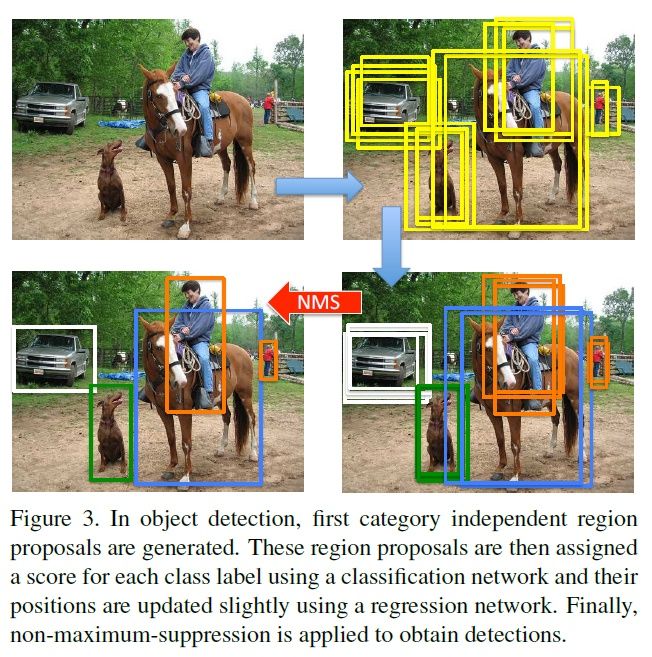 NMS
Figure 3. In object detection, first category independent region
proposals are generated. These region proposals are then assigned
a score for each class label using a classification network and their
positions are updated slightly using a regression network. Finally,
non-maximum-suppression is applied to obtain detections.